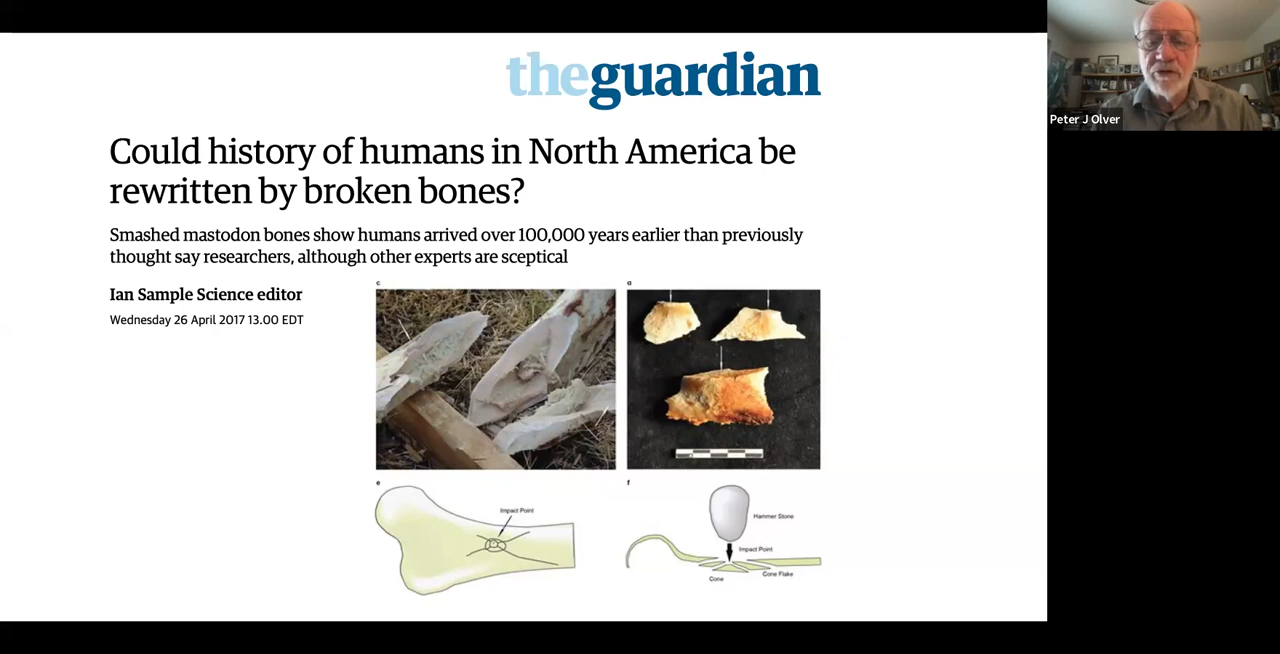 theguardian
Could history of humans in North America be
rewritten by broken bones?
Smashed mastodon bones show humans arrived over 100,000 years earlier than previously
thought say researchers, although other experts are sceptical
Ian Sample Science editor
Wednesday 26 April 2017 13.00 EDT
c
d
e
Impact Point
f
Hammer Stone
Impact Point
Cone
Cone Flake
Peter J Olver